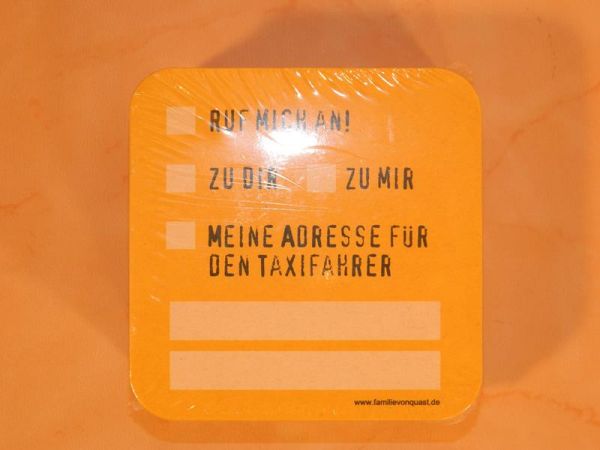 RUF MICH AN!
ZU DIR ZU MIR
MEINE ADRESSE FÜR
DEN TAXIFAHRER
www.familievonquast.de